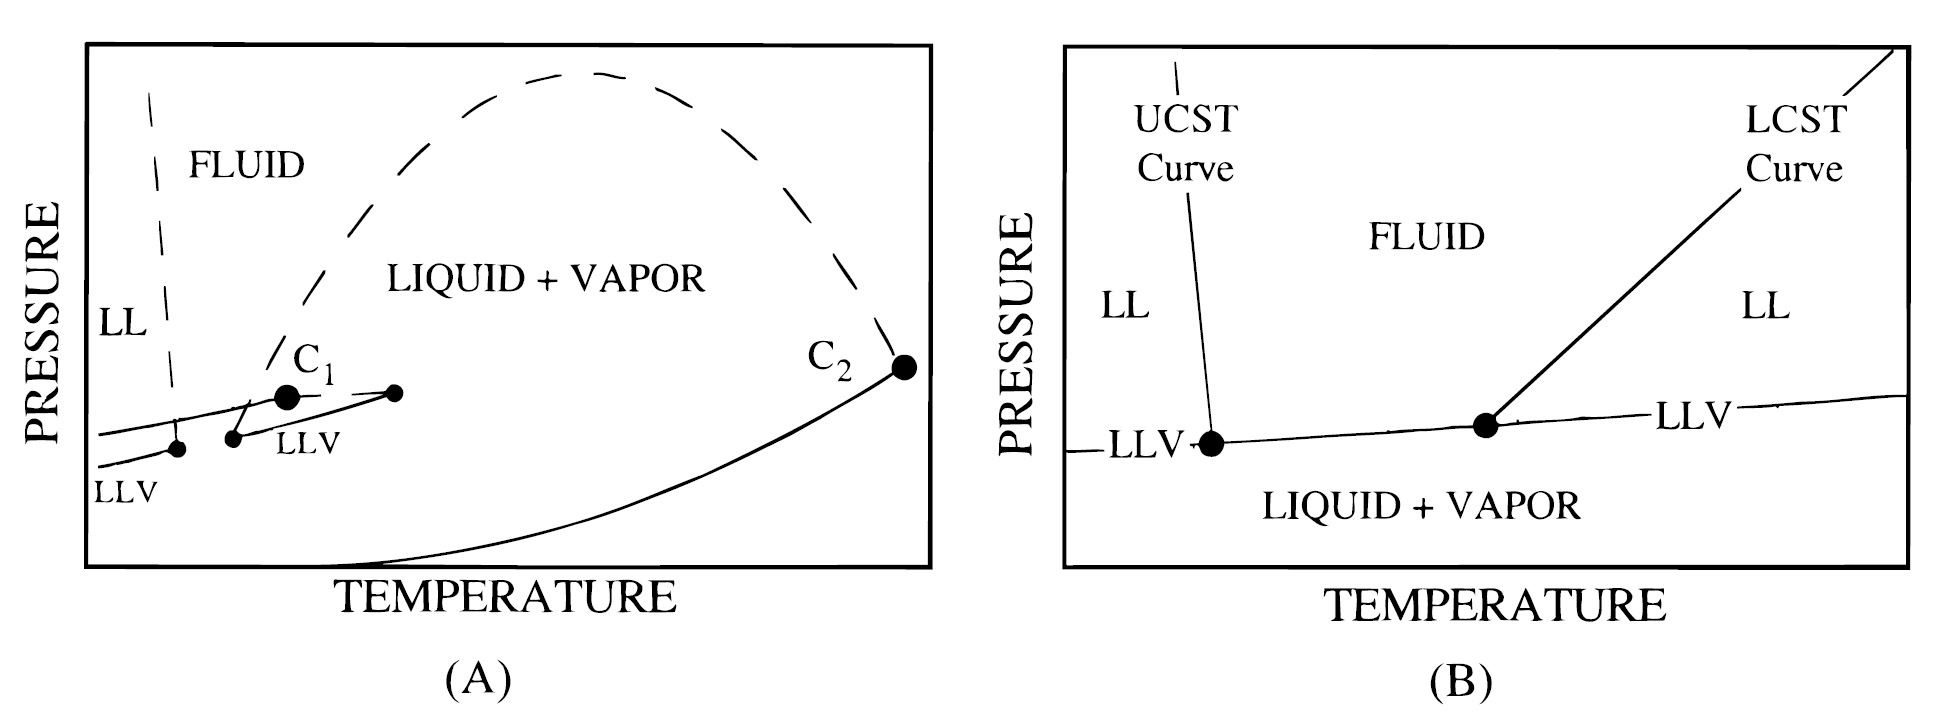 PRESSURE
FLUID
LIQUID + VAPOR
LL
C1
C2
LLV
LLV
TEMPERATURE
(A)
PRESSURE
UCST
Curve
LCST
Curve
FLUID
LL
LL
LLV
LLV
LIQUID + VAPOR
TEMPERATURE
(B)